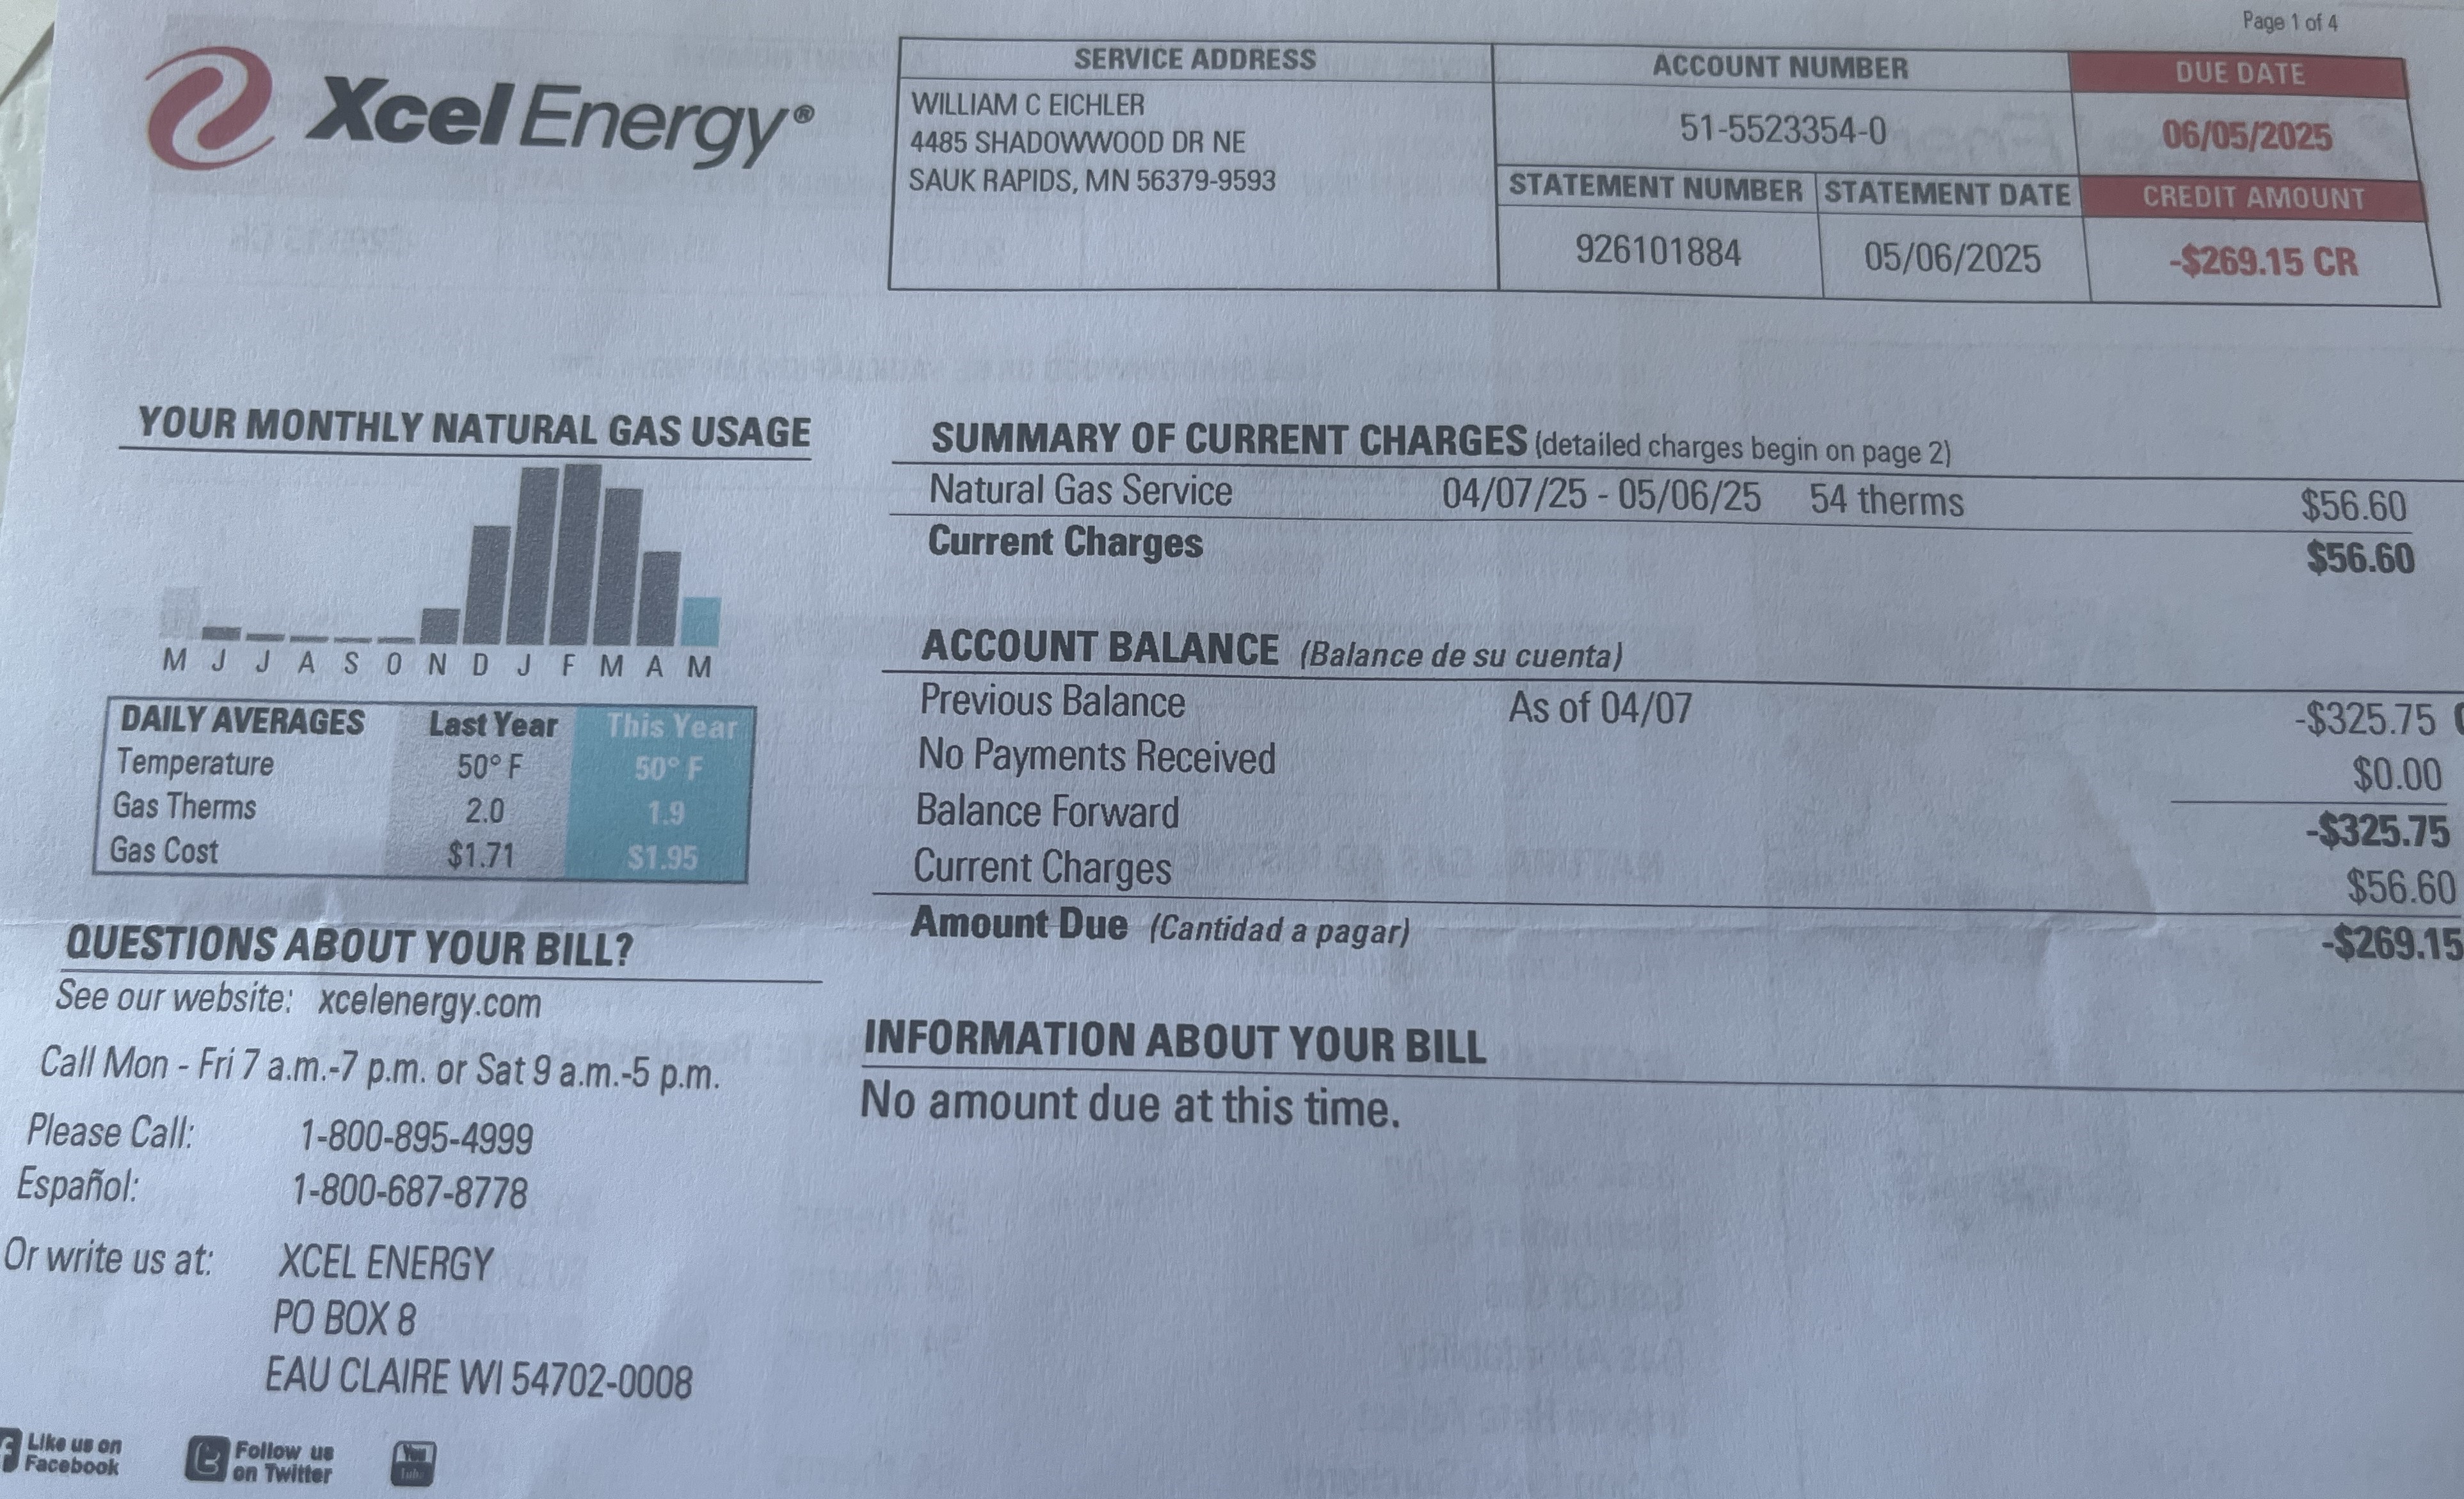 Page 1 of 4
Xcel Energy®
SERVICE ADDRESS
WILLIAM C EICHLER
4485 SHADOWWOOD DR NE
SAUK RAPIDS, MN 56379-9593
ACCOUNT NUMBER
51-5523354-0
DUE DATE
06/05/2025
STATEMENT NUMBER
926101884
STATEMENT DATE
05/06/2025
CREDIT AMOUNT
-$269.15 CR
YOUR MONTHLY NATURAL GAS USAGE
M J J A S O N D J F M A M
DAILY AVERAGES Last Year This Year
Temperature 50° F 50° F
Gas Therms 2.0 1.9
Gas Cost $1.71 $1.95
QUESTIONS ABOUT YOUR BILL?
See our website: xcelenergy.com
Call Mon - Fri 7 a.m.-7 p.m. or Sat 9 a.m.-5 p.m.
Please Call: 1-800-895-4999
Español: 1-800-687-8778
Or write us at: XCEL ENERGY
PO BOX 8
EAU CLAIRE WI 54702-0008
Like us on
Facebook
Follow us
on Twitter
You
Tube
SUMMARY OF CURRENT CHARGES (detailed charges begin on page 2)
Natural Gas Service 04/07/25 - 05/06/25 54 therms $56.60
Current Charges $56.60
ACCOUNT BALANCE (Balance de su cuenta)
Previous Balance As of 04/07 -$325.75
No Payments Received $0.00
Balance Forward -$325.75
Current Charges $56.60
Amount Due (Cantidad a pagar) -$269.15
INFORMATION ABOUT YOUR BILL
No amount due at this time.